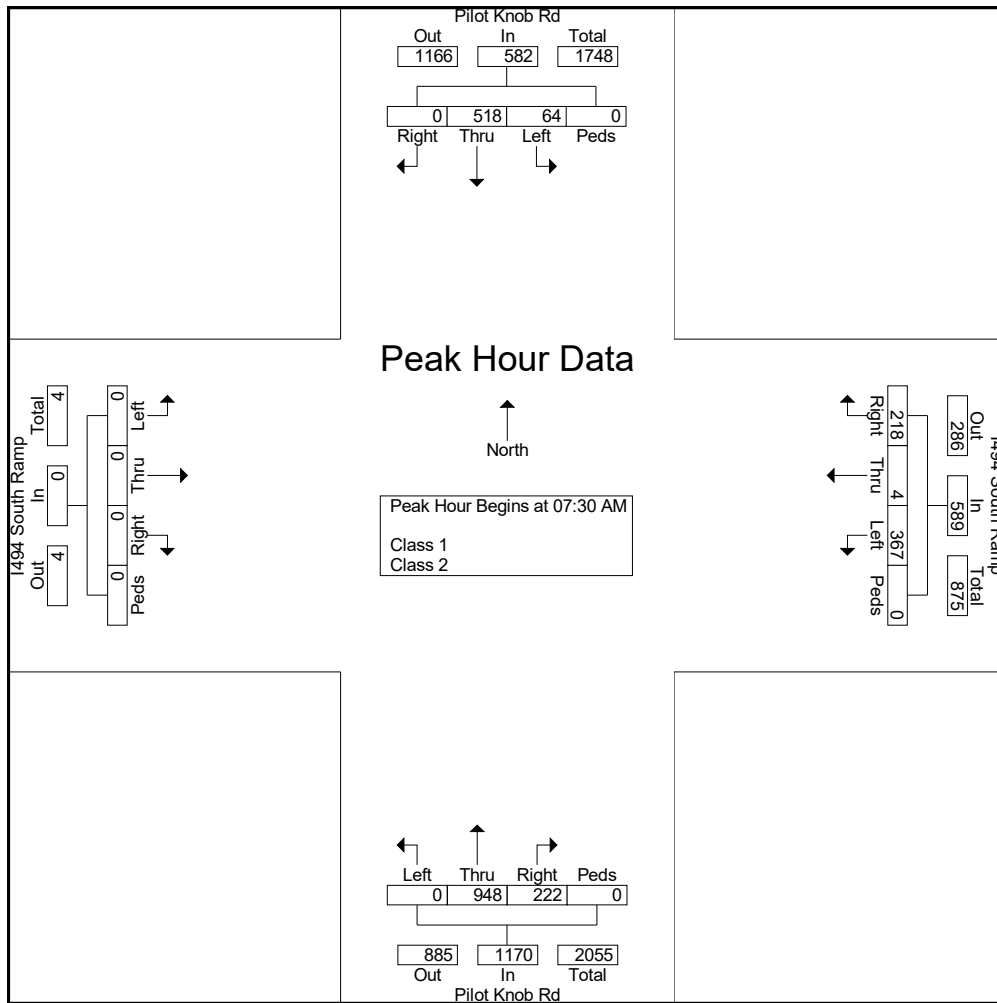 Pilot Knob Rd
Out In Total
1166 582 1748
0 518 64 0
Right Thru Left Peds
Peak Hour Data
North
Peak Hour Begins at 07:30 AM
Class 1
Class 2
I494 South Ramp
Total In Out
4 0 4
0 0 0 0
Left Thru Right Peds
I494 South Ramp
Out In Total
286 589 875
218 4 367 0
Right Thru Left Peds
Left Thru Right Peds
0 948 222 0
885 1170 2055
Out In Total
Pilot Knob Rd